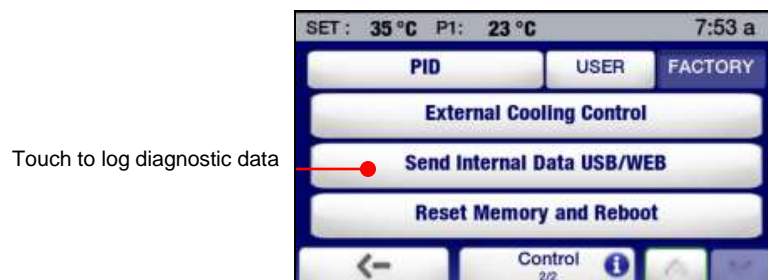 SET: 35 °C P1: 23 °C 7:53 a
PID USER FACTORY
External Cooling Control
Touch to log diagnostic data
Send Internal Data USB/WEB
Reset Memory and Reboot
Control
2/2